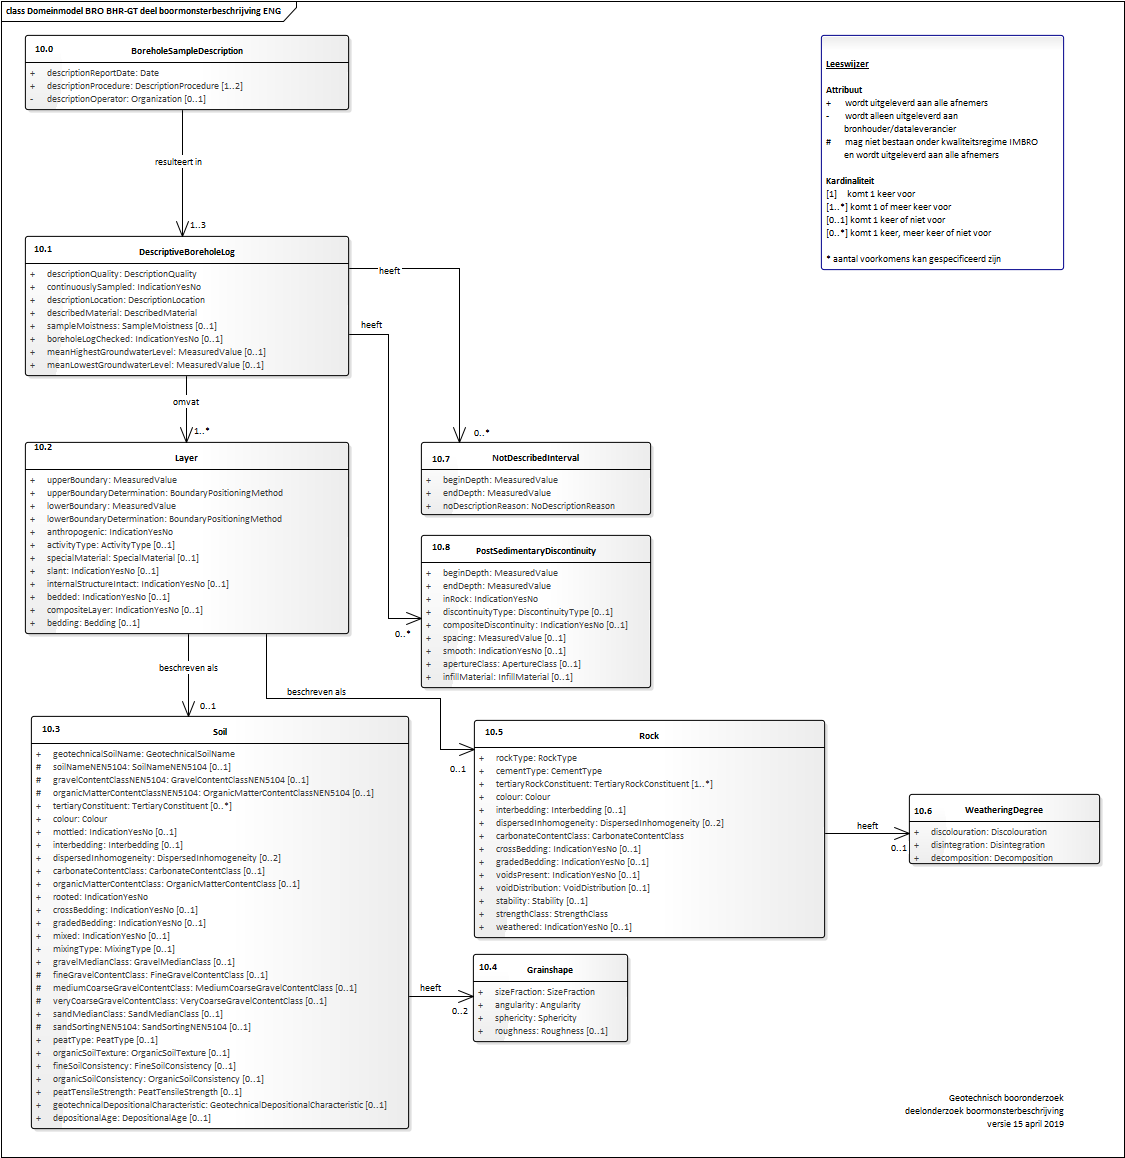 class Domeinmodel BRO BHR-GT deel boormonsterbeschrijving ENG
10.0
BoreholeSampleDescription
+ descriptionReportDate: Date
+ descriptionProcedure: DescriptionProcedure [1..2]
- descriptionOperator: Organization [0..1]
resulteert in
1..3
Leeswijzer
Attribuut
+ wordt uitgeleverd aan alle afnemers
- wordt alleen uitgeleverd aan
bronhouder/dataleverancier
# mag niet bestaan onder kwaliteitsregime IMBRO
en wordt uitgeleverd aan alle afnemers
Kardinaliteit
[1] komt 1 keer voor
[1..*] komt 1 of meer keer voor
[0..1] komt 1 keer of niet voor
[0..*] komt 1 keer, meer keer of niet voor
* aantal voorkomens kan gespecificeerd zijn
10.1
DescriptiveBoreholeLog
+ descriptionQuality: DescriptionQuality
+ continuouslySampled: IndicationYesNo
+ descriptionLocation: DescriptionLocation
+ describedMaterial: DescribedMaterial
+ sampleMoistness: SampleMoistness [0..1]
+ boreholeLogChecked: IndicationYesNo [0..1]
+ meanHighestGroundwaterLevel: MeasuredValue [0..1]
+ meanLowestGroundwaterLevel: MeasuredValue [0..1]
heeft
heeft
omvat
1..*
0..*
10.2
Layer
+ upperBoundary: MeasuredValue
+ upperBoundaryDetermination: BoundaryPositioningMethod
+ lowerBoundary: MeasuredValue
+ lowerBoundaryDetermination: BoundaryPositioningMethod
+ anthropogenic: IndicationYesNo
+ activityType: ActivityType [0..1]
+ specialMaterial: SpecialMaterial [0..1]
+ slant: IndicationYesNo [0..1]
+ internalStructureIntact: IndicationYesNo [0..1]
+ bedded: IndicationYesNo [0..1]
+ compositeLayer: IndicationYesNo [0..1]
+ bedding: Bedding [0..1]
10.7
NotDescribedInterval
+ beginDepth: MeasuredValue
+ endDepth: MeasuredValue
+ noDescriptionReason: NoDescriptionReason
10.8
PostSedimentaryDiscontinuity
+ beginDepth: MeasuredValue
+ endDepth: MeasuredValue
+ inRock: IndicationYesNo
+ discontinuityType: DiscontinuityType [0..1]
+ compositeDiscontinuity: IndicationYesNo [0..1]
+ spacing: MeasuredValue [0..1]
+ smooth: IndicationYesNo [0..1]
+ apertureClass: ApertureClass [0..1]
+ infillMaterial: InfillMaterial [0..1]
0..*
beschreven als
0..1
beschreven als
0..1
10.3
Soil
+ geotechnicalSoilName: GeotechnicalSoilName
# soilNameNEN5104: SoilNameNEN5104 [0..1]
# gravelContentClassNEN5104: GravelContentClassNEN5104 [0..1]
# organicMatterContentClassNEN5104: OrganicMatterContentClassNEN5104 [0..1]
+ tertiaryConstituent: TertiaryConstituent [0..*]
+ colour: Colour
+ mottled: IndicationYesNo [0..1]
+ interbedding: Interbedding [0..1]
+ dispersedInhomogeneity: DispersedInhomogeneity [0..2]
+ carbonateContentClass: CarbonateContentClass [0..1]
+ organicMatterContentClass: OrganicMatterContentClass [0..1]
+ rooted: IndicationYesNo
+ crossBedding: IndicationYesNo [0..1]
+ gradedBedding: IndicationYesNo [0..1]
+ mixed: IndicationYesNo [0..1]
+ mixingType: MixingType [0..1]
+ gravelMedianClass: GravelMedianClass [0..1]
# fineGravelContentClass: FineGravelContentClass [0..1]
# mediumCoarseGravelContentClass: MediumCoarseGravelContentClass [0..1]
# veryCoarseGravelContentClass: VeryCoarseGravelContentClass [0..1]
+ sandMedianClass: SandMedianClass [0..1]
# sandSortingNEN5104: SandSortingNEN5104 [0..1]
+ peatType: PeatType [0..1]
+ organicSoilTexture: OrganicSoilTexture [0..1]
+ fineSoilConsistency: FineSoilConsistency [0..1]
+ organicSoilConsistency: OrganicSoilConsistency [0..1]
+ peatTensileStrength: PeatTensileStrength [0..1]
+ geotechnicalDepositionalCharacteristic: GeotechnicalDepositionalCharacteristic [0..1]
+ depositionalAge: DepositionalAge [0..1]
10.5
Rock
+ rockType: RockType
+ cementType: CementType
+ tertiaryRockConstituent: TertiaryRockConstituent [1..*]
+ colour: Colour
+ interbedding: Interbedding [0..1]
+ dispersedInhomogeneity: DispersedInhomogeneity [0..2]
+ carbonateContentClass: CarbonateContentClass
+ crossBedding: IndicationYesNo [0..1]
+ gradedBedding: IndicationYesNo [0..1]
+ voidsPresent: IndicationYesNo [0..1]
+ voidDistribution: VoidDistribution [0..1]
+ stability: Stability [0..1]
+ strengthClass: StrengthClass
+ weathered: IndicationYesNo [0..1]
heeft
0..1
10.6
WeatheringDegree
+ discolouration: Discolouration
+ disintegration: Disintegration
+ decomposition: Decomposition
heeft
0..2
10.4
Grainshape
+ sizeFraction: SizeFraction
+ angularity: Angularity
+ sphericity: Sphericity
+ roughness: Roughness [0..1]
Geotechnisch booronderzoek
deelonderzoek boormonsterbeschrijving
versie 15 april 2019